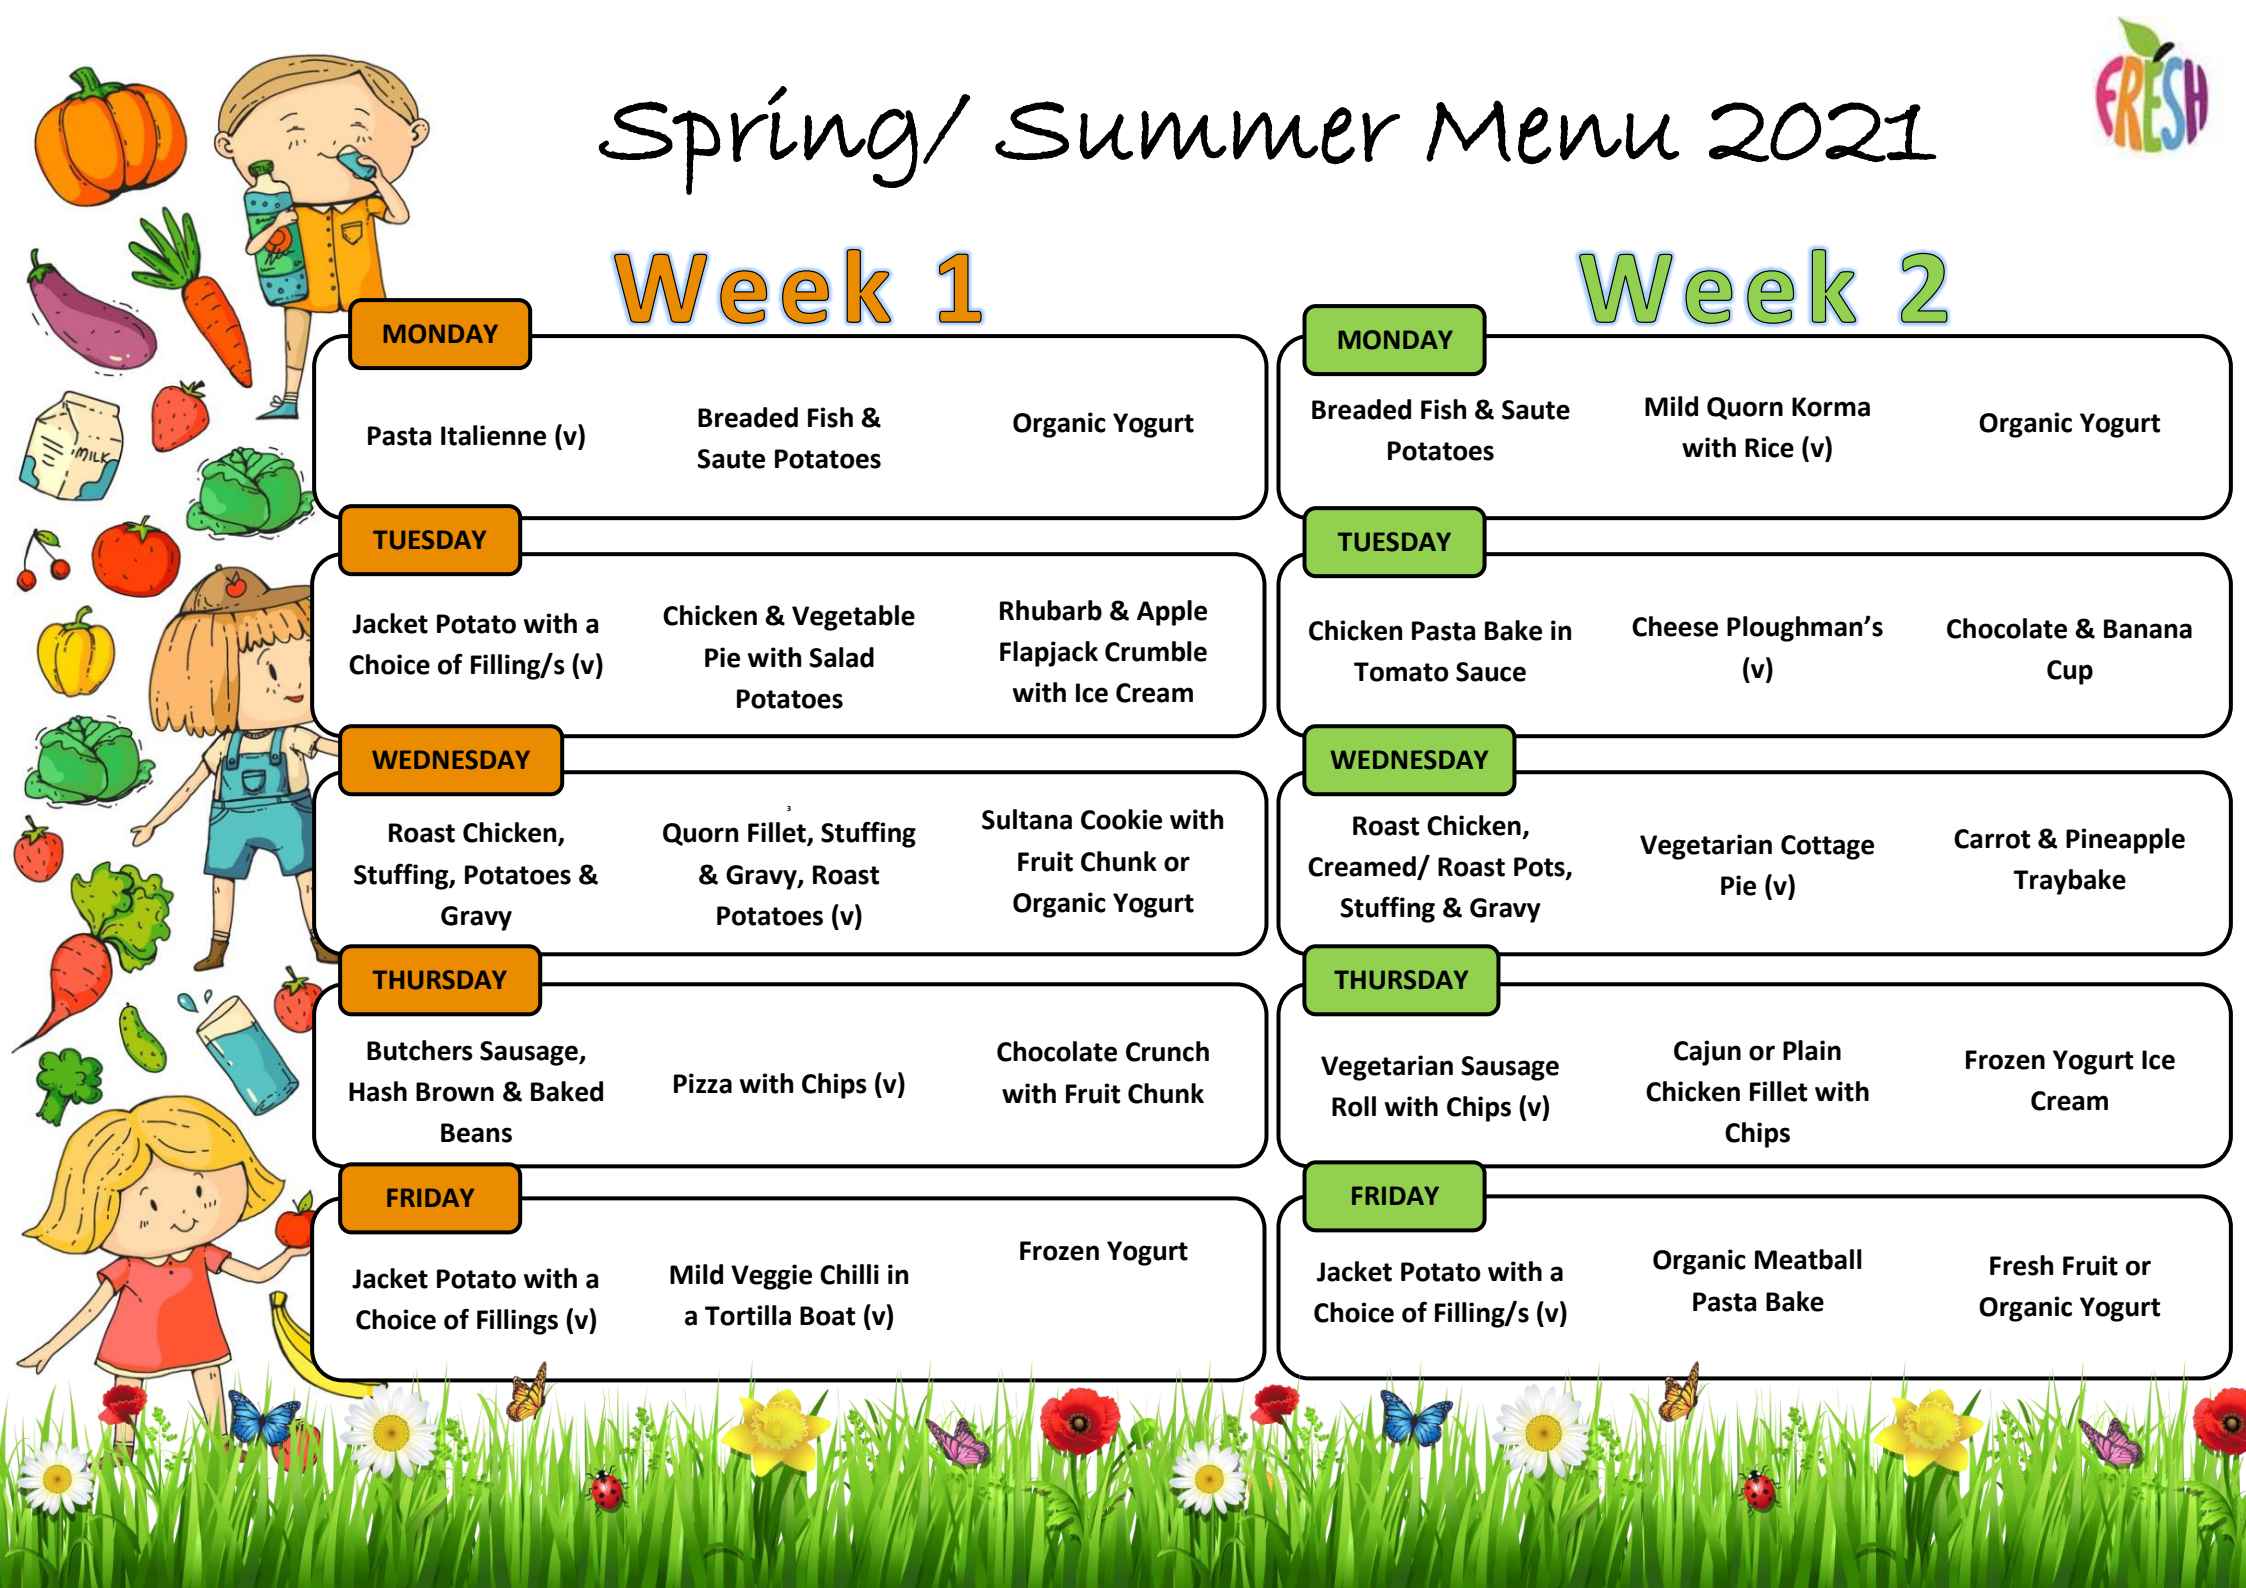 FRESH
Spring/ Summer Menu 2021
Week 1
MONDAY
Pasta Italienne (v)
Breaded Fish &
Saute Potatoes
Organic Yogurt
TUESDAY
Jacket Potato with a
Choice of Filling/s (v)
Chicken & Vegetable
Pie with Salad
Potatoes
Rhubarb & Apple
Flapjack Crumble
with Ice Cream
WEDNESDAY
Roast Chicken,
Stuffing, Potatoes &
Gravy
3
Quorn Fillet, Stuffing
& Gravy, Roast
Potatoes (v)
Sultana Cookie with
Fruit Chunk or
Organic Yogurt
THURSDAY
Butchers Sausage,
Hash Brown & Baked
Beans
Pizza with Chips (v)
Chocolate Crunch
with Fruit Chunk
FRIDAY
Jacket Potato with a
Choice of Fillings (v)
Mild Veggie Chilli in
a Tortilla Boat (v)
Frozen Yogurt
Week 2
MONDAY
Breaded Fish & Saute
Potatoes
Mild Quorn Korma
with Rice (v)
Organic Yogurt
TUESDAY
Chicken Pasta Bake in
Tomato Sauce
Cheese Ploughman’s
(v)
Chocolate & Banana
Cup
WEDNESDAY
Roast Chicken,
Creamed/ Roast Pots,
Stuffing & Gravy
Vegetarian Cottage
Pie (v)
Carrot & Pineapple
Traybake
THURSDAY
Vegetarian Sausage
Roll with Chips (v)
Cajun or Plain
Chicken Fillet with
Chips
Frozen Yogurt Ice
Cream
FRIDAY
Jacket Potato with a
Choice of Filling/s (v)
Organic Meatball
Pasta Bake
Fresh Fruit or
Organic Yogurt
MILK